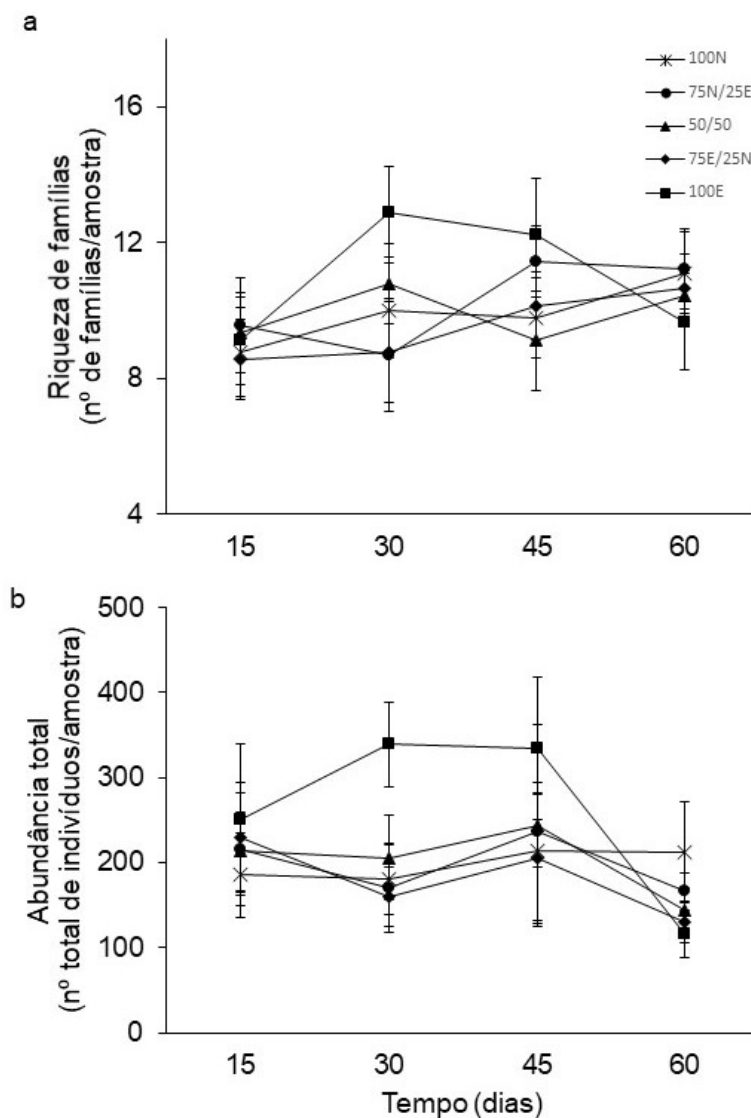 a
16
12
8
4
Riqueza de famílias
(nº de famílias/amostra)
100N
75N/25E
50/50
75E/25N
100E
15 30 45 60
b
500
400
300
200
100
0
Abundância total
(nº total de indivíduos/amostra)
15 30 45 60
Tempo (dias)